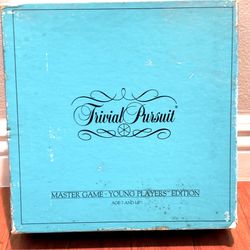 Trivial Pursuit
MASTER GAME - YOUNG PLAYERS' EDITION
AGE 7 AND UP